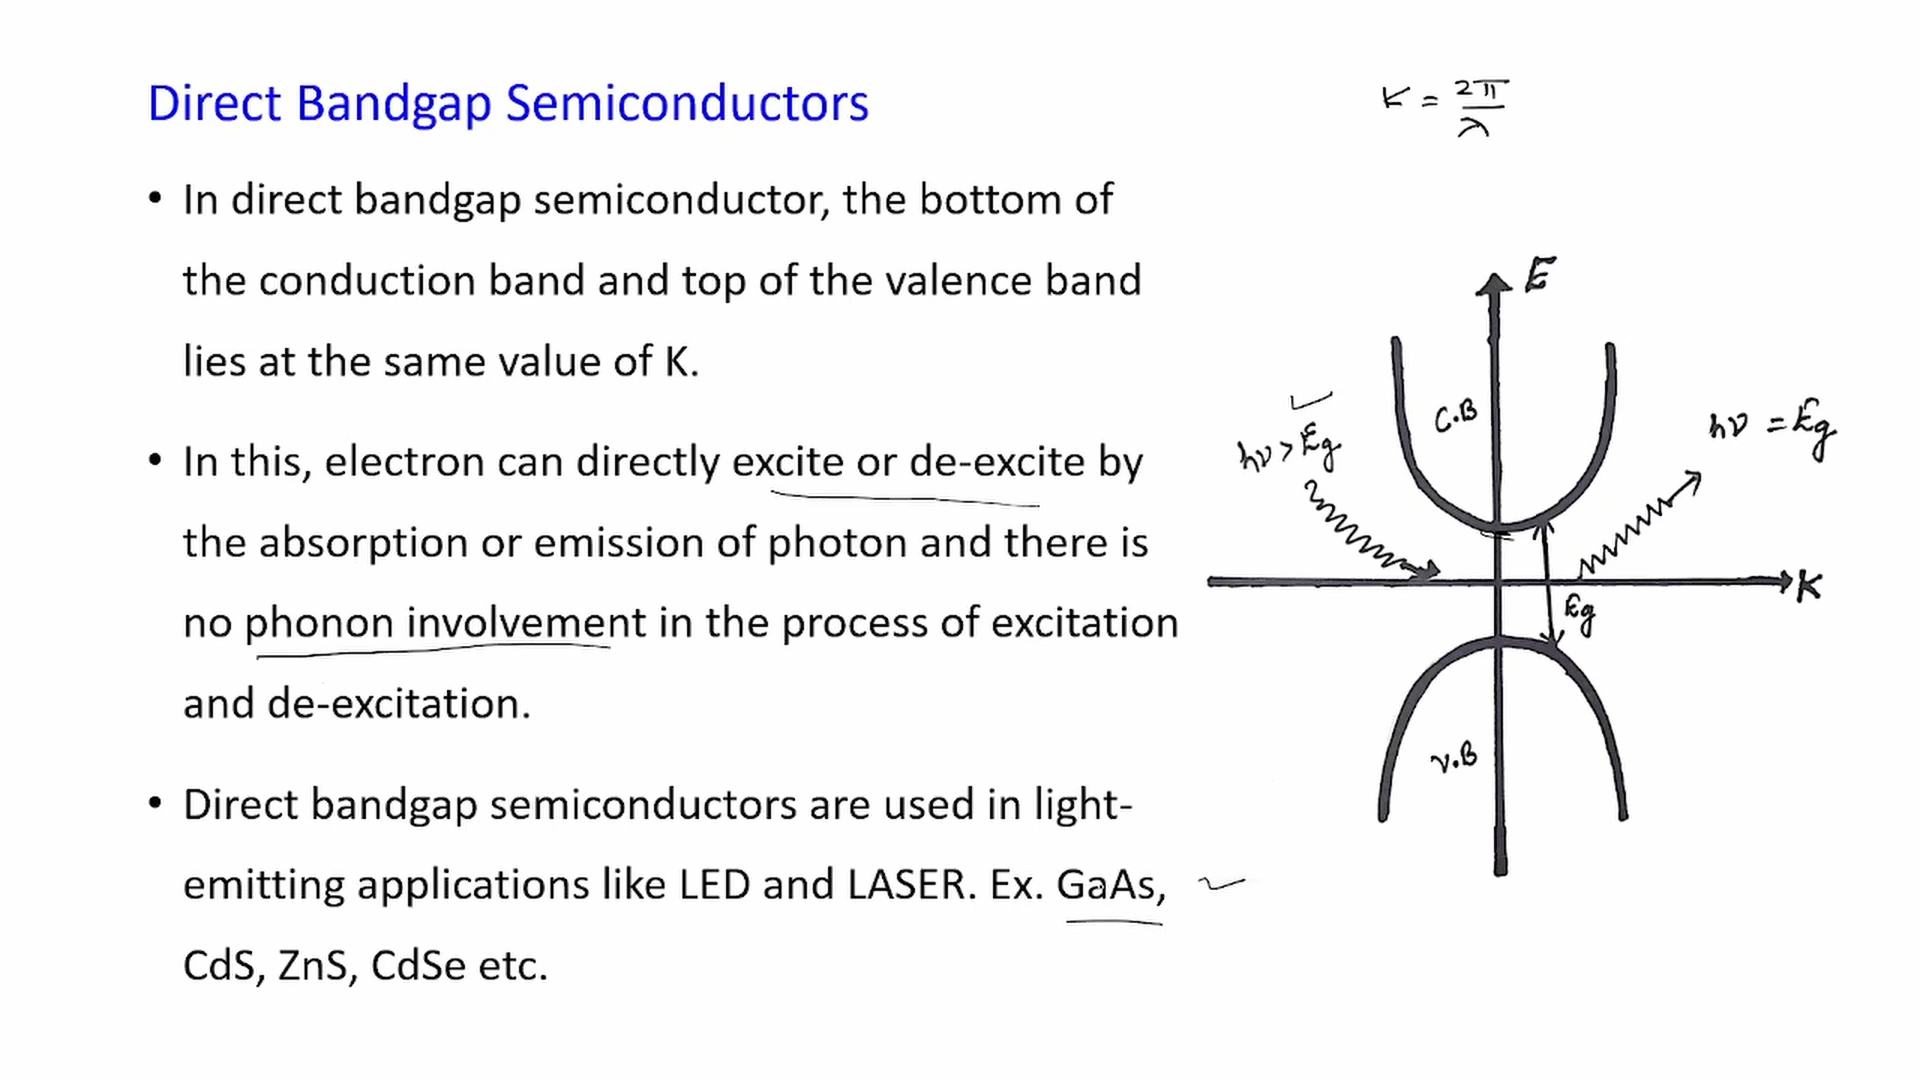 Direct Bandgap Semiconductors
K = 2π/λ
• In direct bandgap semiconductor, the bottom of
the conduction band and top of the valence band
lies at the same value of K.
• In this, electron can directly excite or de-excite by
the absorption or emission of photon and there is
no phonon involvement in the process of excitation
and de-excitation.
• Direct bandgap semiconductors are used in light-
emitting applications like LED and LASER. Ex. GaAs,
CdS, ZnS, CdSe etc.
E
C.B
hν > Eg
hν = Eg
K
Eg
V.B